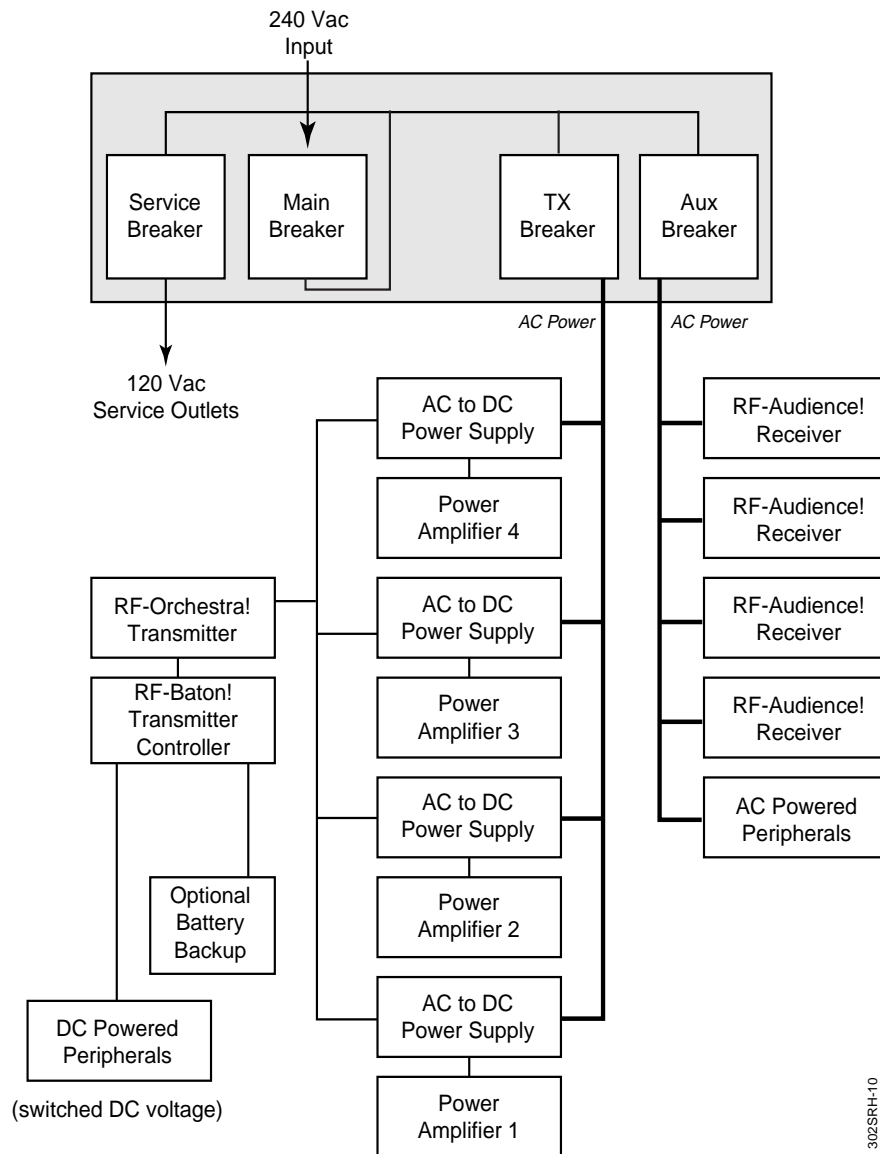 240 Vac
Input
Service
Breaker
Main
Breaker
TX
Breaker
Aux
Breaker
AC Power
AC Power
120 Vac
Service Outlets
AC to DC
Power Supply
RF-Audience!
Receiver
Power
Amplifier 4
RF-Audience!
Receiver
RF-Orchestra!
Transmitter
AC to DC
Power Supply
RF-Audience!
Receiver
RF-Baton!
Transmitter
Controller
Power
Amplifier 3
RF-Audience!
Receiver
AC to DC
Power Supply
AC Powered
Peripherals
Optional
Battery
Backup
Power
Amplifier 2
DC Powered
Peripherals
(switched DC voltage)
AC to DC
Power Supply
Power
Amplifier 1
302SRH-10